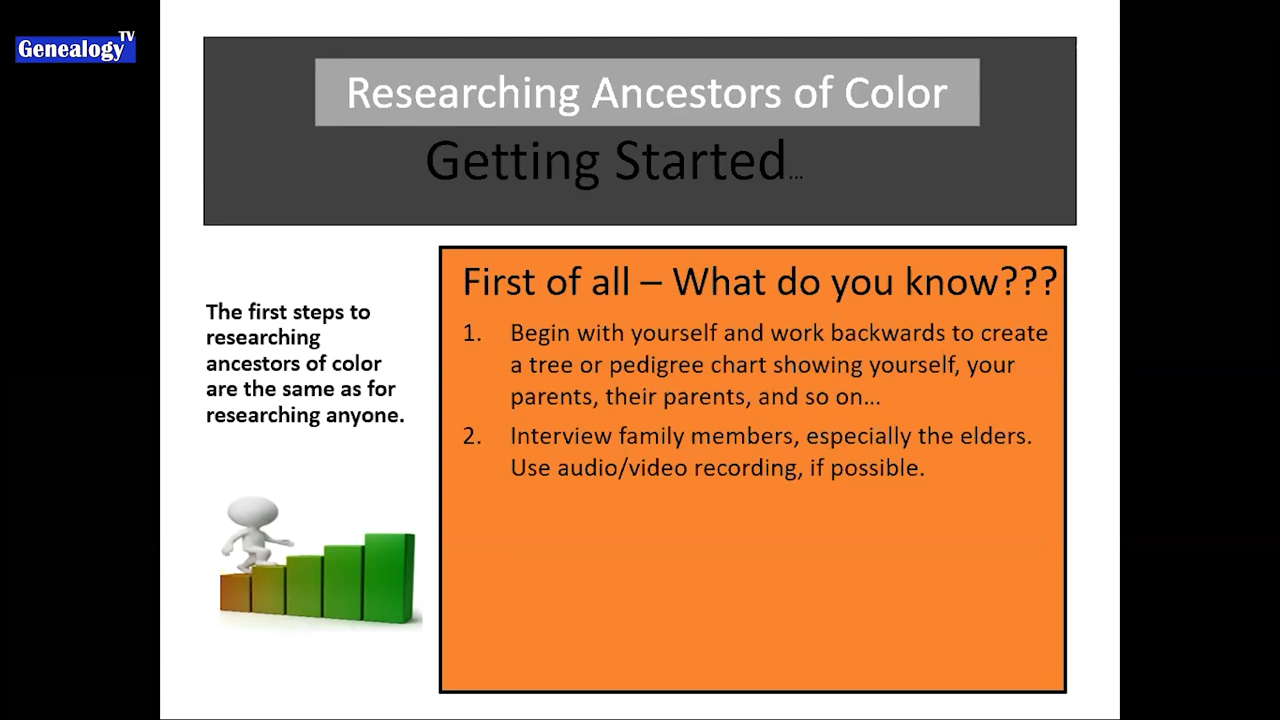 Genealogy TV
Researching Ancestors of Color
Getting Started...
The first steps to
researching
ancestors of color
are the same as for
researching anyone.
First of all – What do you know???
1. Begin with yourself and work backwards to create
a tree or pedigree chart showing yourself, your
parents, their parents, and so on...
2. Interview family members, especially the elders.
Use audio/video recording, if possible.